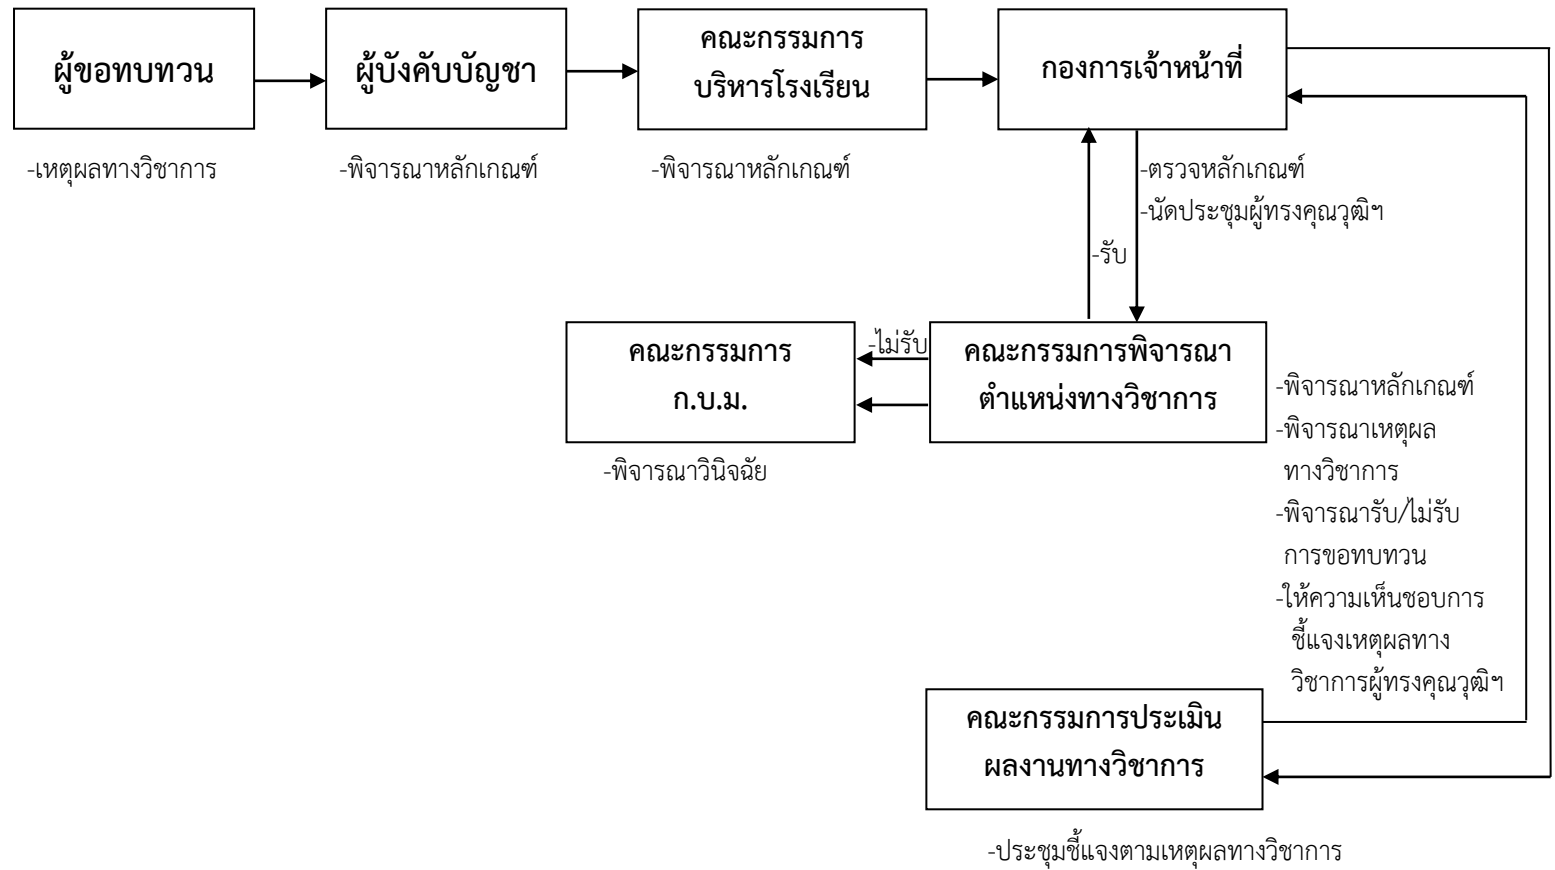 ผู้ขอทบทวน
ผู้บังคับบัญชา
คณะกรรมการ
บริหารโรงเรียน
กองการเจ้าหน้าที่
-เหตุผลทางวิชาการ
-พิจารณาหลักเกณฑ์
-พิจารณาหลักเกณฑ์
-ตรวจหลักเกณฑ์
-นัดประชุมผู้ทรงคุณวุฒิฯ
-รับ
คณะกรรมการ
ก.บ.ม.
-ไม่รับ
คณะกรรมการพิจารณา
ตำแหน่งทางวิชาการ
-พิจารณาวินิจฉัย
-พิจารณาหลักเกณฑ์
-พิจารณาเหตุผล
ทางวิชาการ
-พิจารณารับ/ไม่รับ
การขอทบทวน
-ให้ความเห็นชอบการ
ชี้แจงเหตุผลทาง
วิชาการผู้ทรงคุณวุฒิฯ
คณะกรรมการประเมิน
ผลงานทางวิชาการ
-ประชุมชี้แจงตามเหตุผลทางวิชาการ